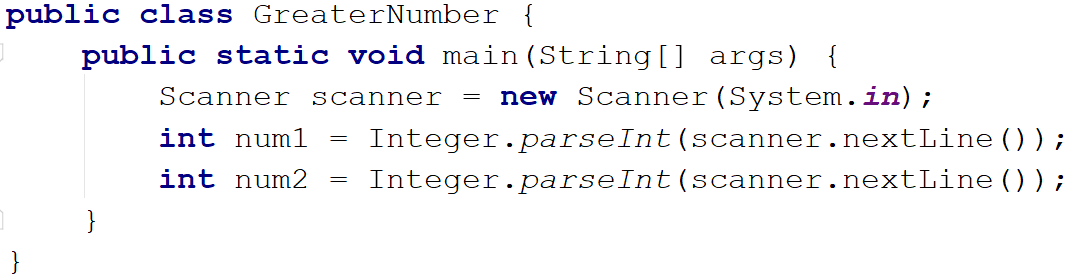 public class GreaterNumber {
public static void main(String[] args) {
Scanner scanner = new Scanner(System.in);
int num1 = Integer.parseInt(scanner.nextLine());
int num2 = Integer.parseInt(scanner.nextLine());
}
}